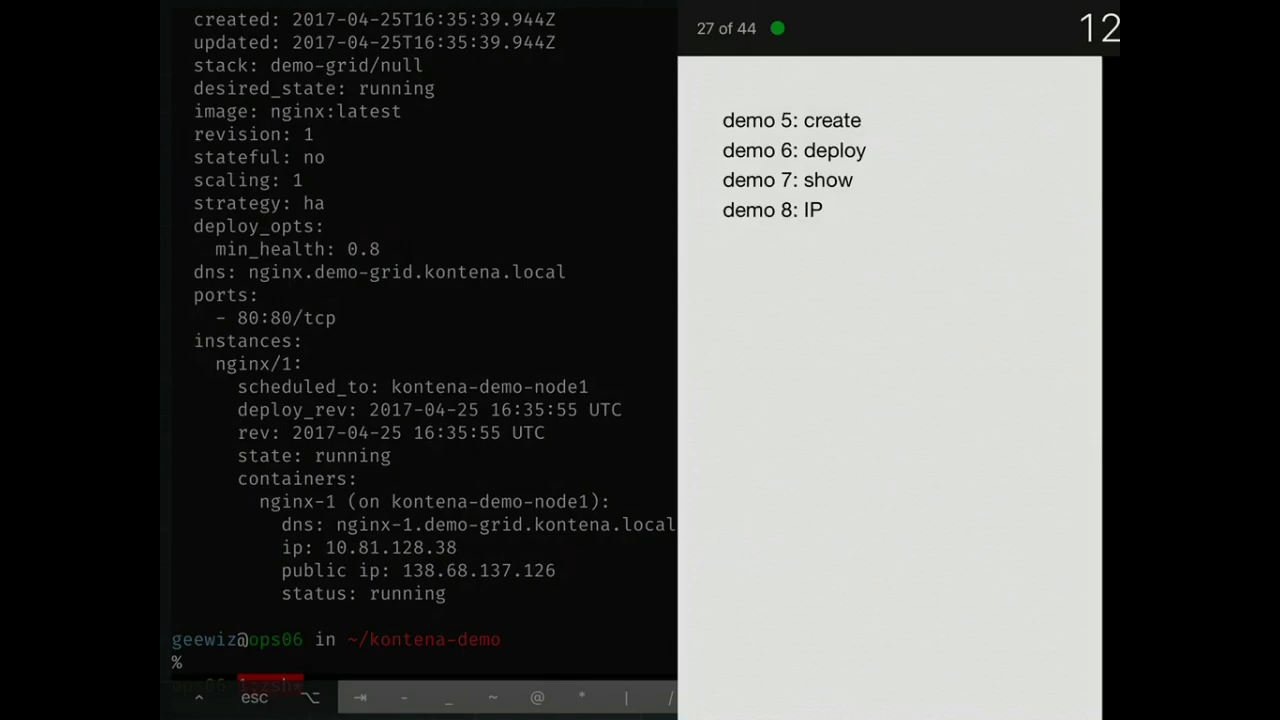 created: 2017-04-25T16:35:39.944Z
updated: 2017-04-25T16:35:39.944Z
stack: demo-grid/null
desired_state: running
image: nginx:latest
revision: 1
stateful: no
scaling: 1
strategy: ha
deploy_opts:
min_health: 0.8
dns: nginx.demo-grid.kontena.local
ports:
- 80:80/tcp
instances:
nginx/1:
scheduled_to: kontena-demo-node1
deploy_rev: 2017-04-25 16:35:55 UTC
rev: 2017-04-25 16:35:55 UTC
state: running
containers:
nginx-1 (on kontena-demo-node1):
dns: nginx-1.demo-grid.kontena.local
ip: 10.81.128.38
public ip: 138.68.137.126
status: running
geewiz@ops06 in ~/kontena-demo
%
ops06 1:zsh*
^ esc ⌥ ⇥ - _ ~ @ * | /
27 of 44
12
demo 5: create
demo 6: deploy
demo 7: show
demo 8: IP